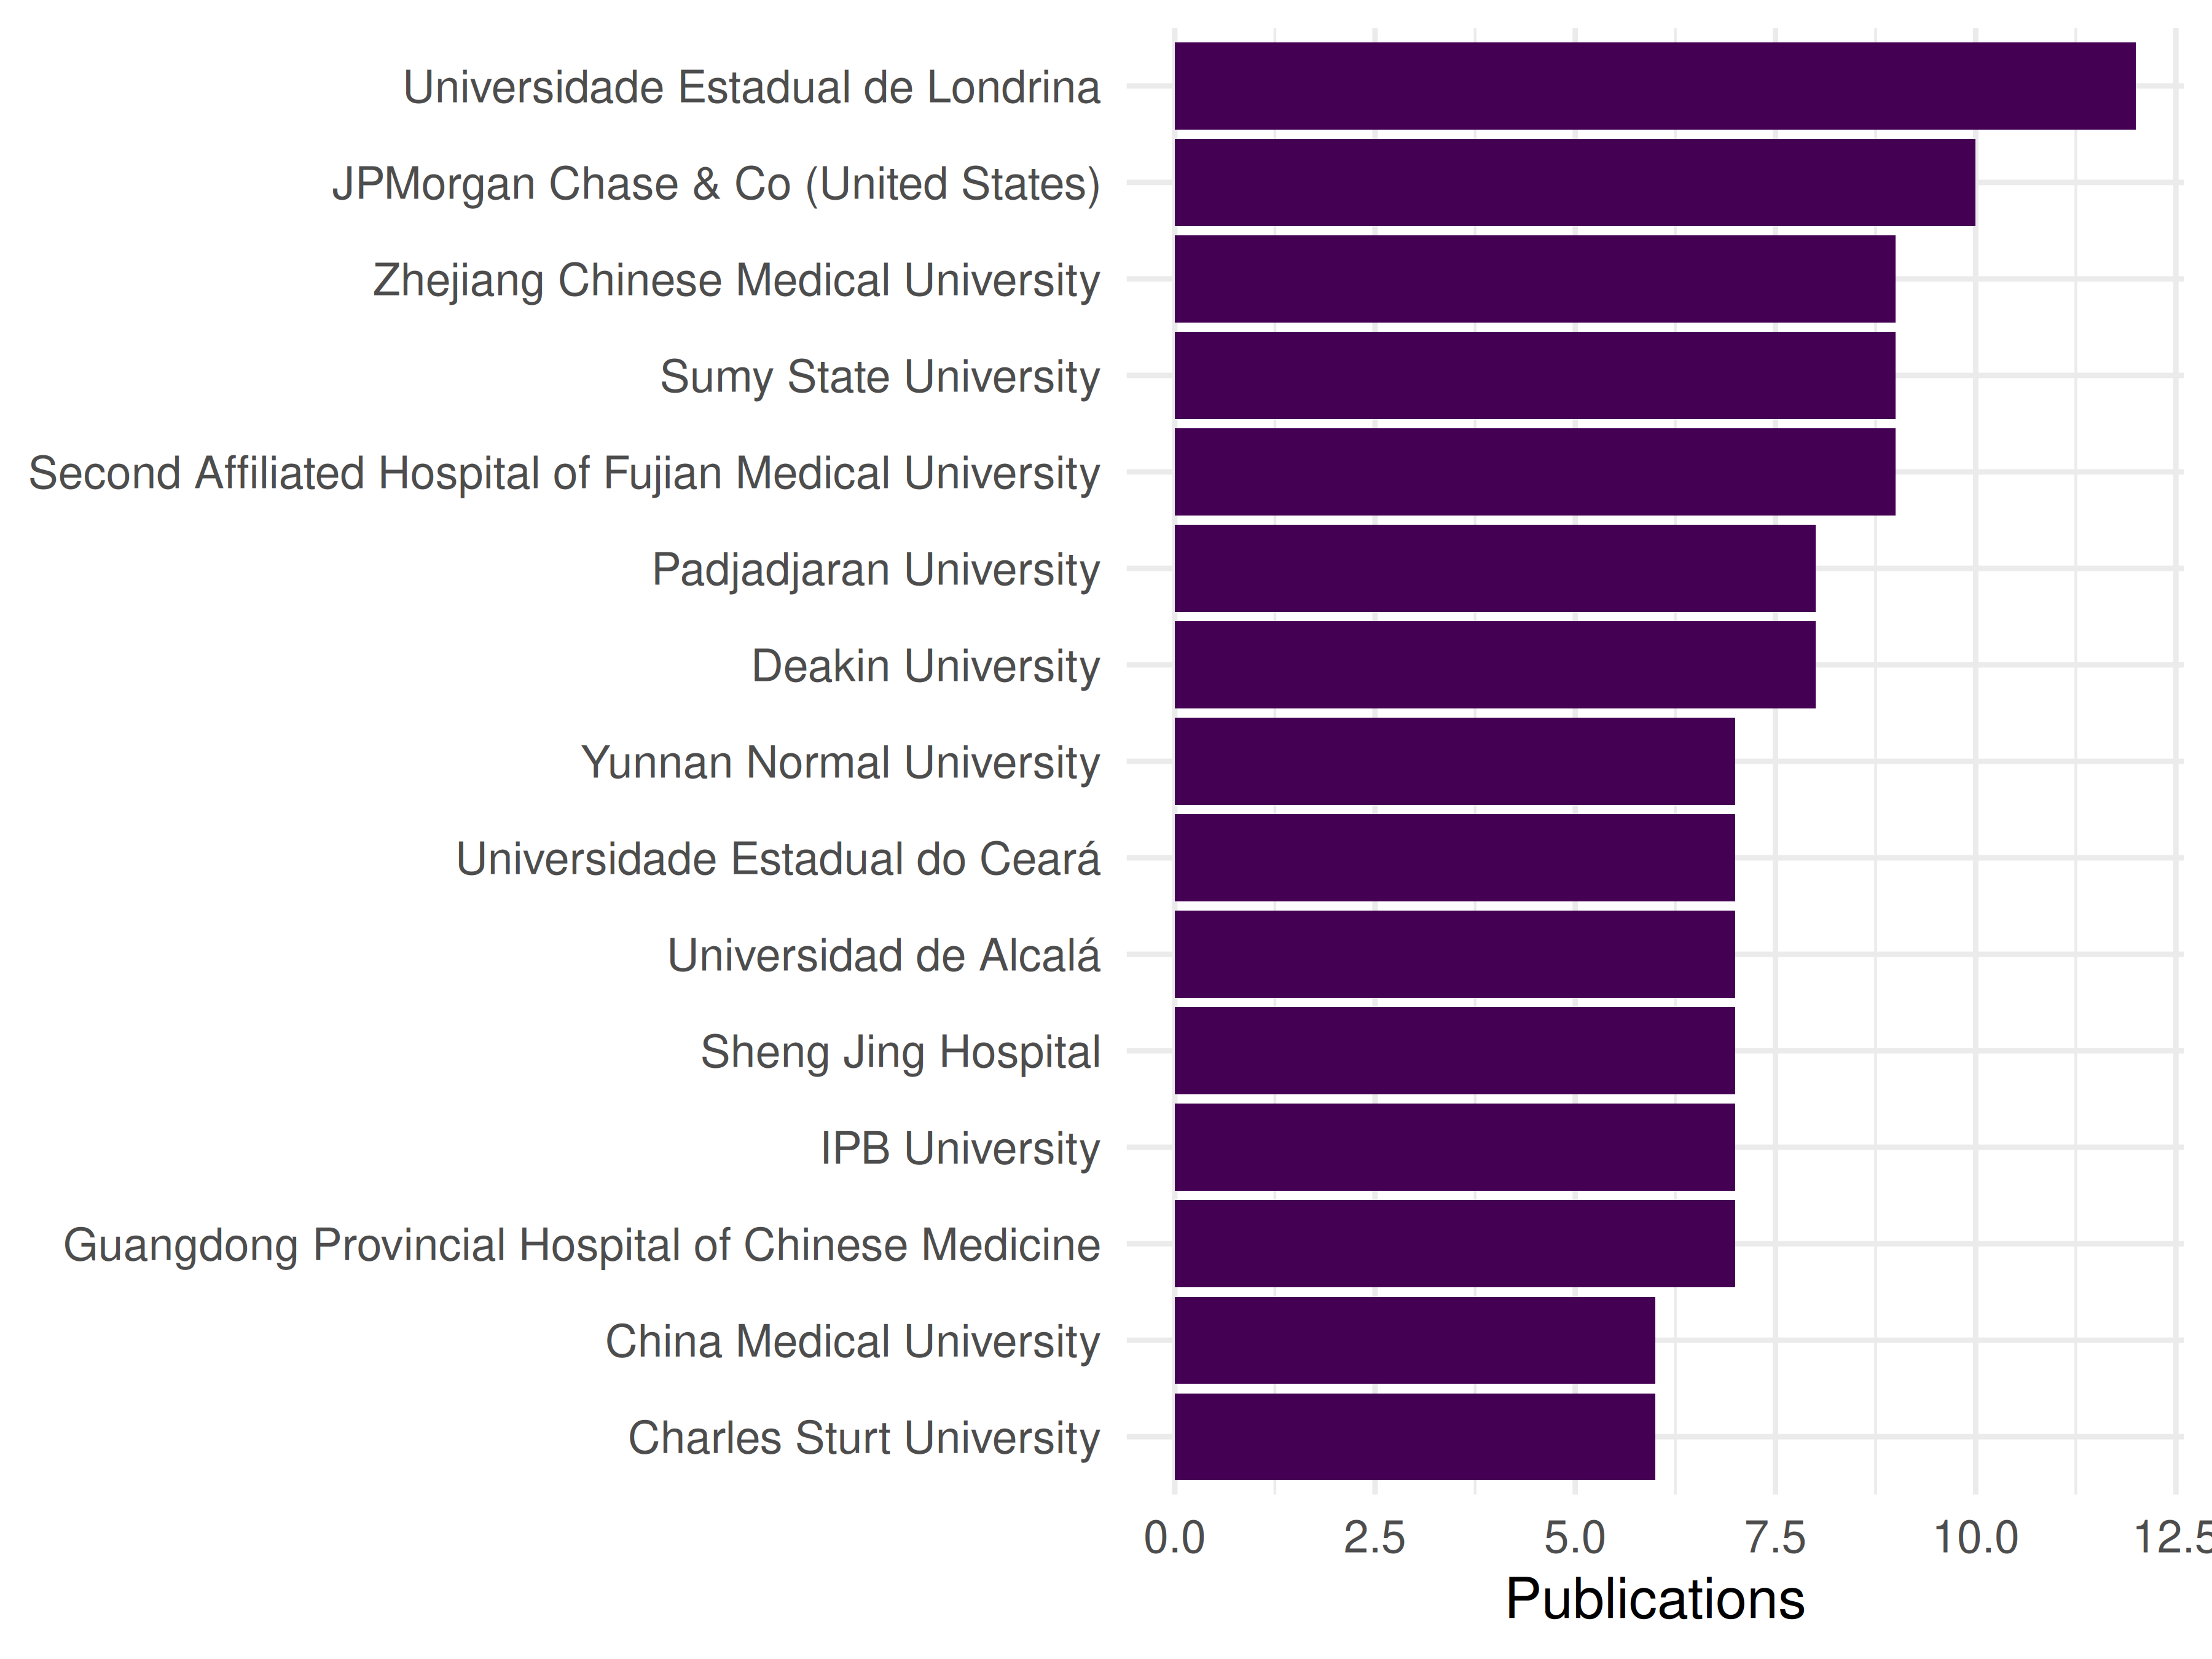 Universidade Estadual de Londrina
JPMorgan Chase & Co (United States)
Zhejiang Chinese Medical University
Sumy State University
Second Affiliated Hospital of Fujian Medical University
Padjadjaran University
Deakin University
Yunnan Normal University
Universidade Estadual do Ceará
Universidad de Alcalá
Sheng Jing Hospital
IPB University
Guangdong Provincial Hospital of Chinese Medicine
China Medical University
Charles Sturt University
0.0 2.5 5.0 7.5 10.0 12.5
Publications